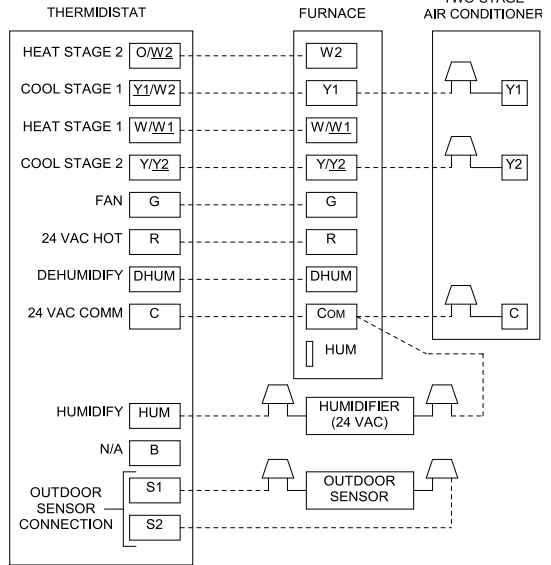 THERMIDISTAT FURNACE TWO STAGE
AIR CONDITIONER
HEAT STAGE 2 O/W2 W2
COOL STAGE 1 Y1/W2 Y1 Y1
HEAT STAGE 1 W/W1 W/W1
COOL STAGE 2 Y/Y2 Y/Y2 Y2
FAN G G
24 VAC HOT R R
DEHUMIDIFY DHUM DHUM
24 VAC COMM C COM C
HUM
HUMIDIFY HUM HUMIDIFIER
(24 VAC)
N/A B
OUTDOOR
SENSOR
CONNECTION
S1 OUTDOOR
SENSOR
S2